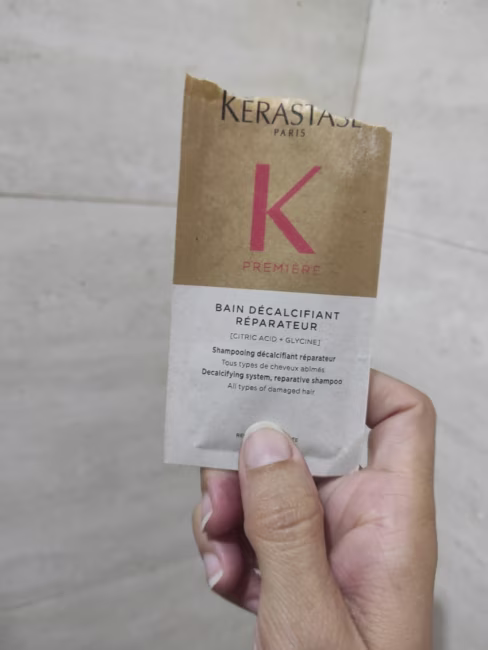 KÉRASTASE
PARIS
K
PREMIÈRE
BAIN DÉCALCIFIANT
RÉPARATEUR
[CITRIC ACID + GLYCINE]
Shampooing décalcifiant réparateur
Tous types de cheveux abîmés
Decalcifying system, reparative shampoo
All types of damaged hair